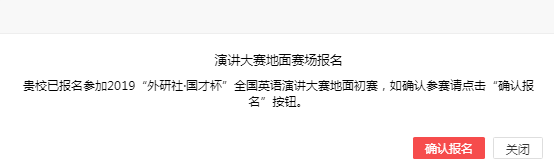 演讲大赛地面赛场报名
贵校已报名参加2019“外研社·国才杯”全国英语演讲大赛地面初赛，如确认参赛请点击“确认报
名”按钮。
确认报名 关闭